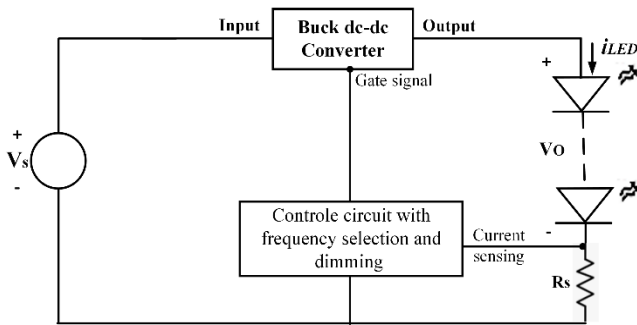 Input
Buck dc-dc
Converter
Output
iLED
Gate signal
+
+
Vs
-
Vo
Controle circuit with
frequency selection and
dimming
Current
sensing
-
Rs